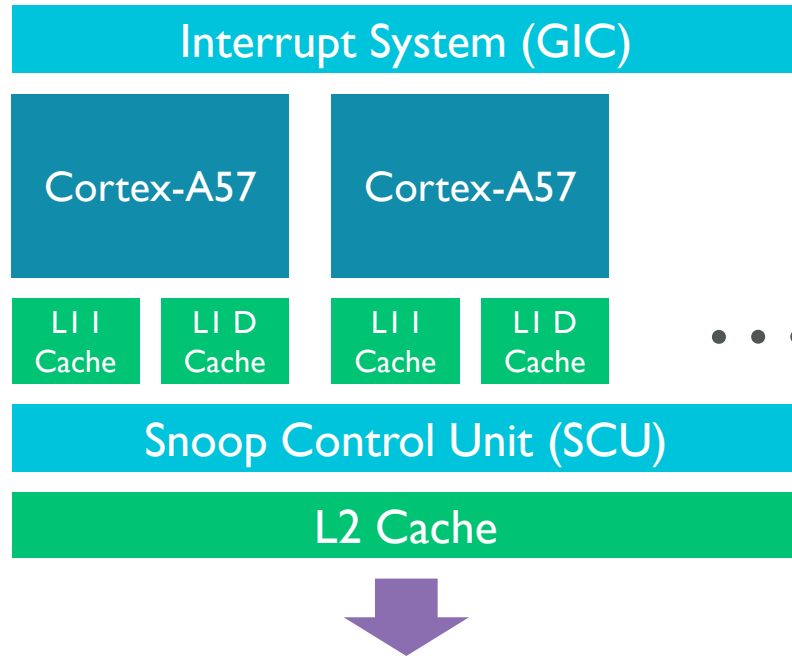 Interrupt System (GIC)
Cortex-A57
Cortex-A57
L1 I
Cache
L1 D
Cache
L1 I
Cache
L1 D
Cache
Snoop Control Unit (SCU)
L2 Cache